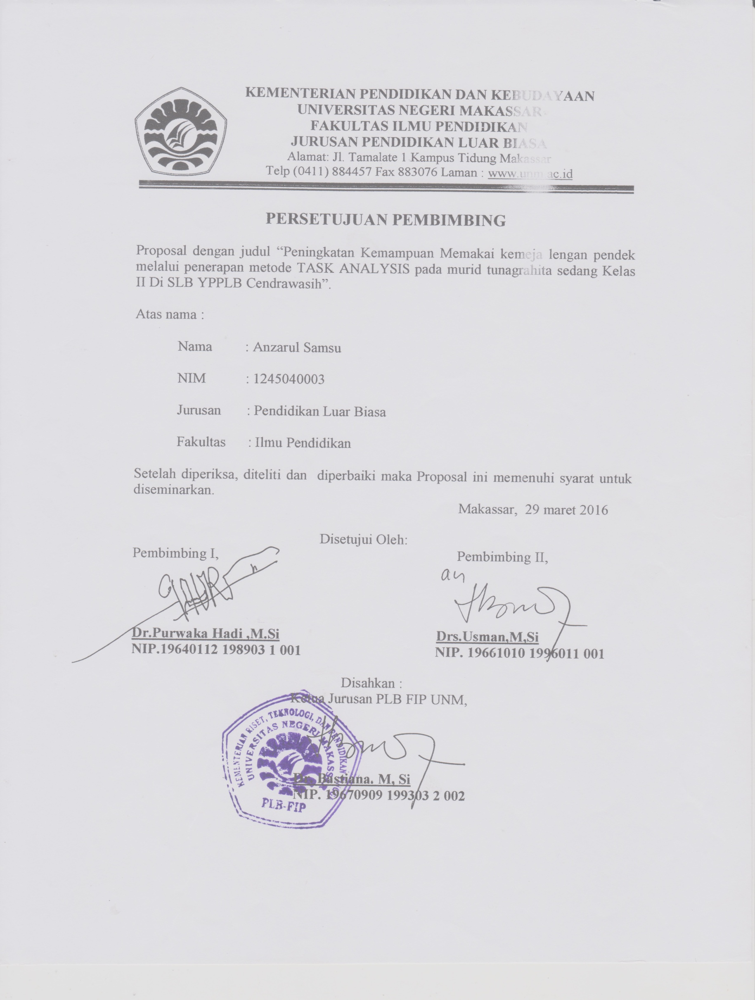 KEMENTERIAN PENDIDIKAN DAN KEBUDAYAAN
UNIVERSITAS NEGERI MAKASSAR
FAKULTAS ILMU PENDIDIKAN
JURUSAN PENDIDIKAN LUAR BIASA
Alamat: Jl. Tamalate 1 Kampus Tidung Makassar
Telp (0411) 884457 Fax 883076 Laman : www.unm.ac.id
PERSETUJUAN PEMBIMBING
Proposal dengan judul “Peningkatan Kemampuan Memakai kemeja lengan pendek
melalui penerapan metode TASK ANALYSIS pada murid tunagrahita sedang Kelas
II Di SLB YPPLB Cendrawasih”.
Atas nama :
Nama : Anzarul Samsu
NIM : 1245040003
Jurusan : Pendidikan Luar Biasa
Fakultas : Ilmu Pendidikan
Setelah diperiksa, diteliti dan diperbaiki maka Proposal ini memenuhi syarat untuk
diseminarkan.
Makassar, 29 maret 2016
Disetujui Oleh:
Pembimbing I,
Pembimbing II,
an
Dr.Purwaka Hadi ,M.Si
NIP.19640112 198903 1 001
Drs.Usman,M,Si
NIP. 19661010 1996011 001
Disahkan :
Ketua Jurusan PLB FIP UNM,
KEMENTERIAN RISET, TEKNOLOGI, DAN PENDIDIKAN
UNIVERSITAS NEGERI MAKASSAR
PLB-FIP
Dr. Bastiana. M, Si
NIP. 19670909 199303 2 002